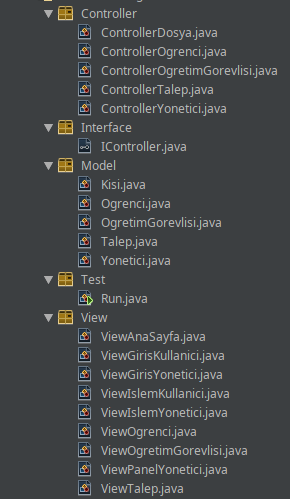 Controller
ControllerDosya.java
ControllerOgrenci.java
ControllerOgretimGorevlisi.java
ControllerTalep.java
ControllerYonetici.java
Interface
IController.java
Model
Kisi.java
Ogrenci.java
OgretimGorevlisi.java
Talep.java
Yonetici.java
Test
Run.java
View
ViewAnaSayfa.java
ViewGirisKullanici.java
ViewGirisYonetici.java
ViewIslemKullanici.java
ViewIslemYonetici.java
ViewOgrenci.java
ViewOgretimGorevlisi.java
ViewPanelYonetici.java
ViewTalep.java